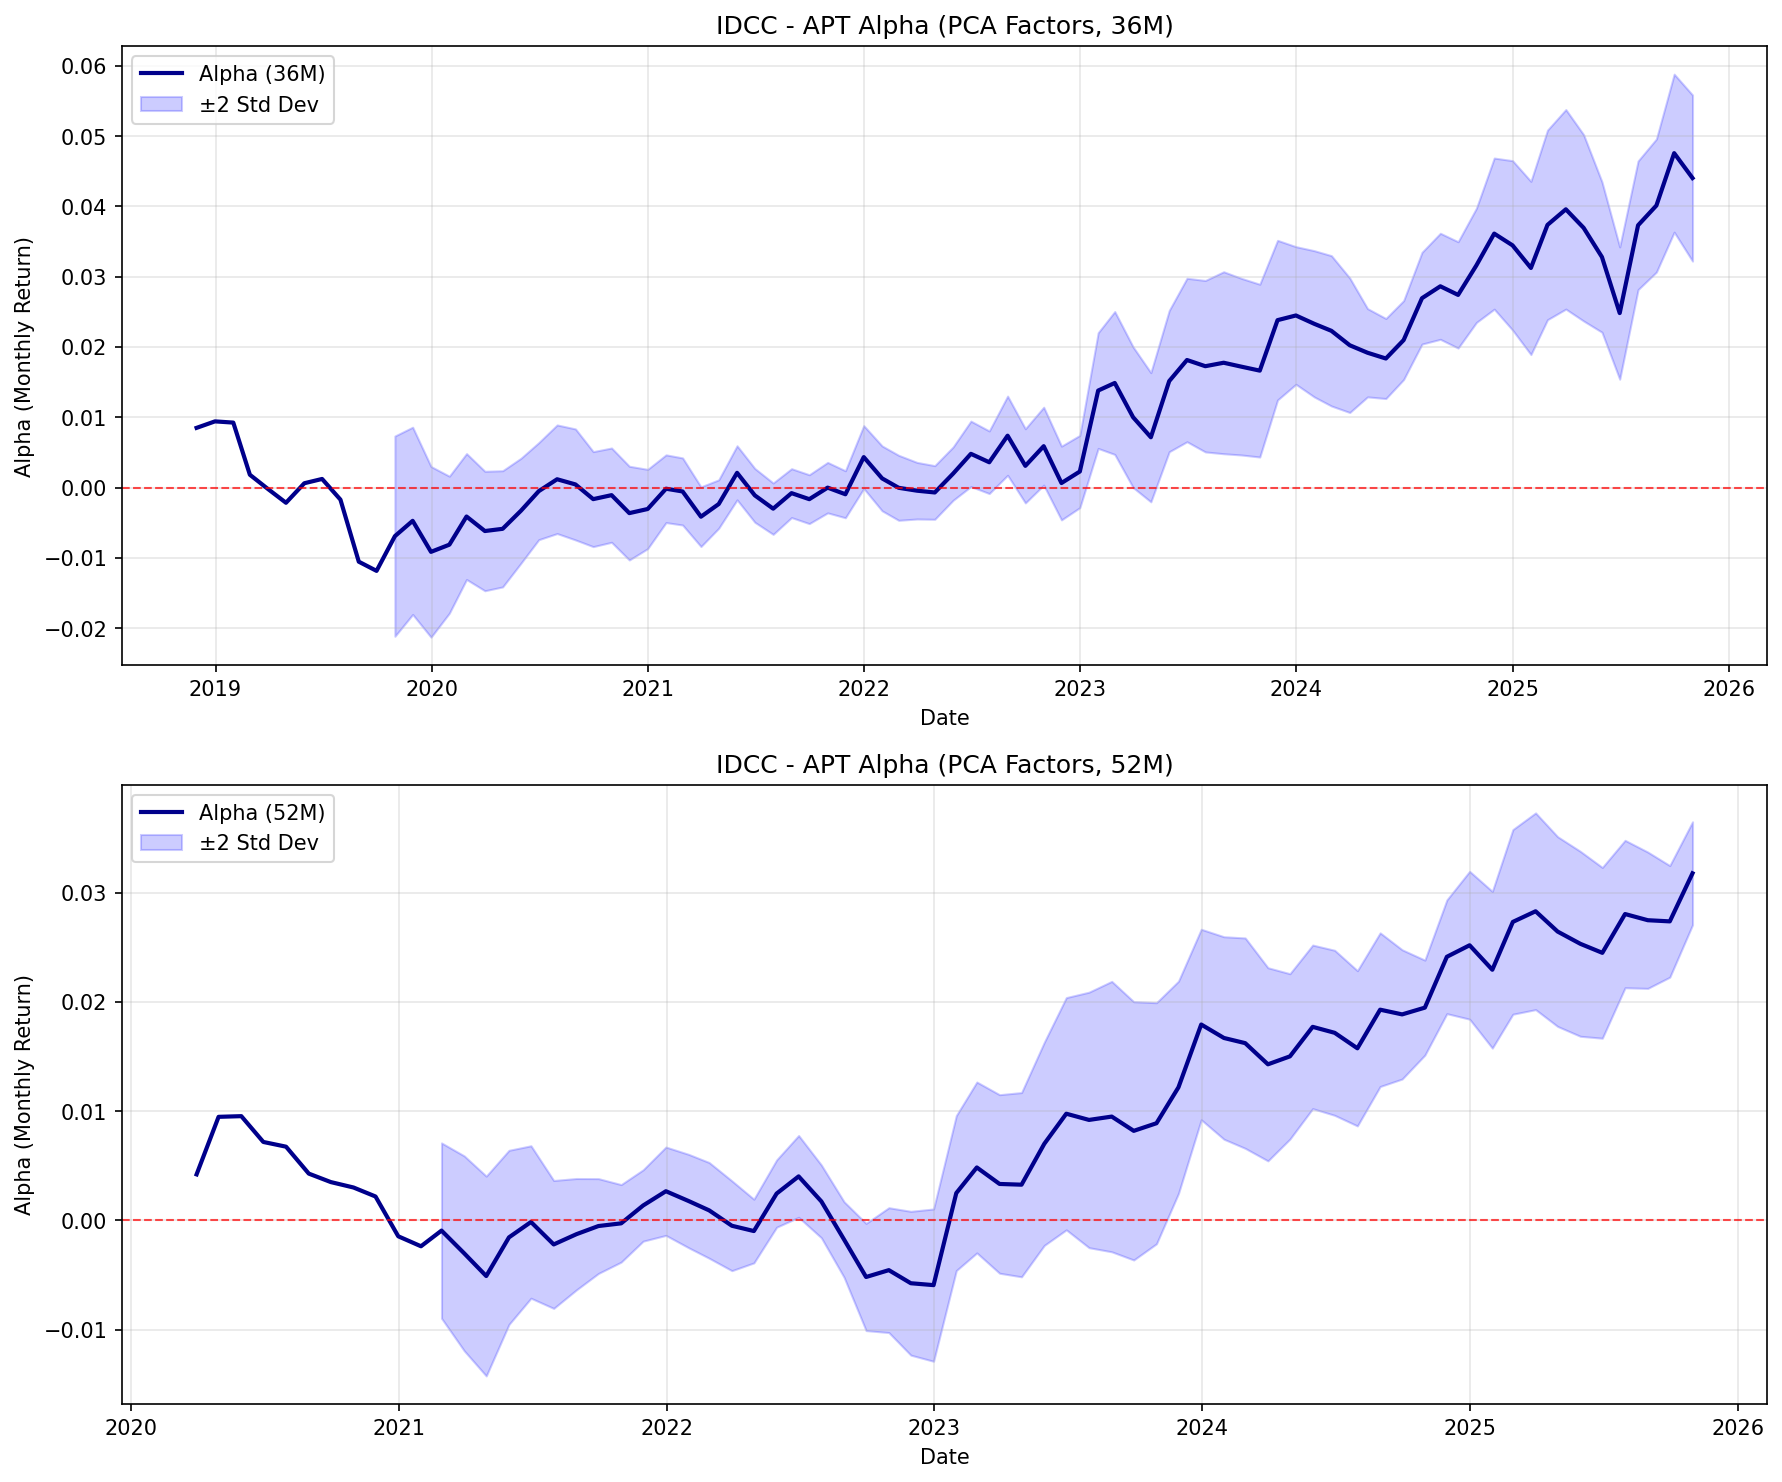 IDCC - APT Alpha (PCA Factors, 36M)
Alpha (36M)
±2 Std Dev
Alpha (Monthly Return)
0.06
0.05
0.04
0.03
0.02
0.01
0.00
−0.01
−0.02
2019 2020 2021 2022 2023 2024 2025 2026
Date
IDCC - APT Alpha (PCA Factors, 52M)
Alpha (52M)
±2 Std Dev
Alpha (Monthly Return)
0.03
0.02
0.01
0.00
−0.01
2020 2021 2022 2023 2024 2025 2026
Date